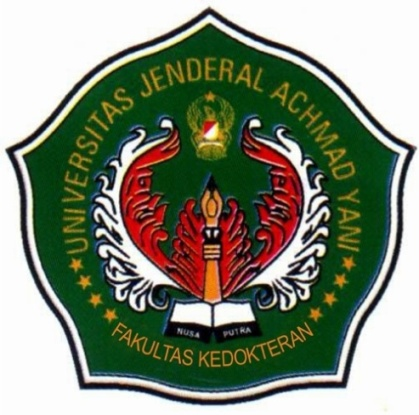 UNIVERSITAS JENDERAL ACHMAD YANI
NUSA PUTRA
FAKULTAS KEDOKTERAN